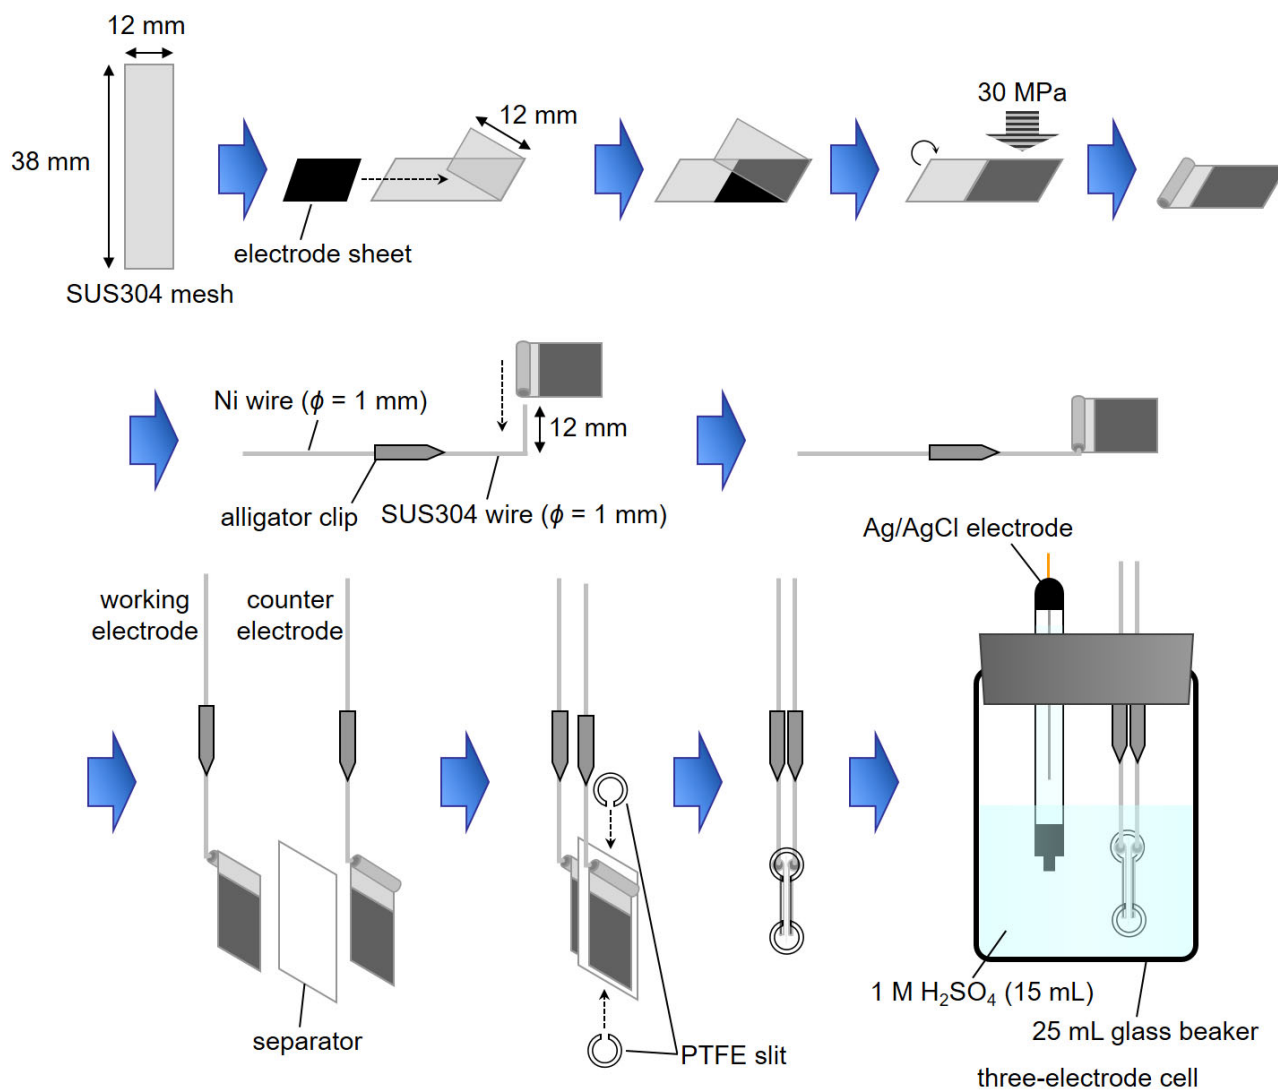 12 mm
38 mm
SUS304 mesh
electrode sheet
12 mm
30 MPa
Ni wire (ϕ = 1 mm)
12 mm
alligator clip
SUS304 wire (ϕ = 1 mm)
Ag/AgCl electrode
working
electrode
counter
electrode
separator
PTFE slit
1 M H₂SO₄ (15 mL)
25 mL glass beaker
three-electrode cell